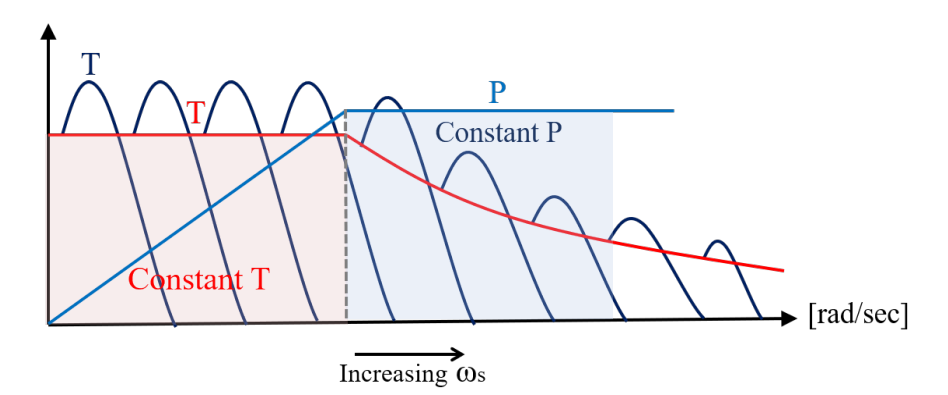 T
P
T
Constant P
Constant T
[rad/sec]
Increasing ωs